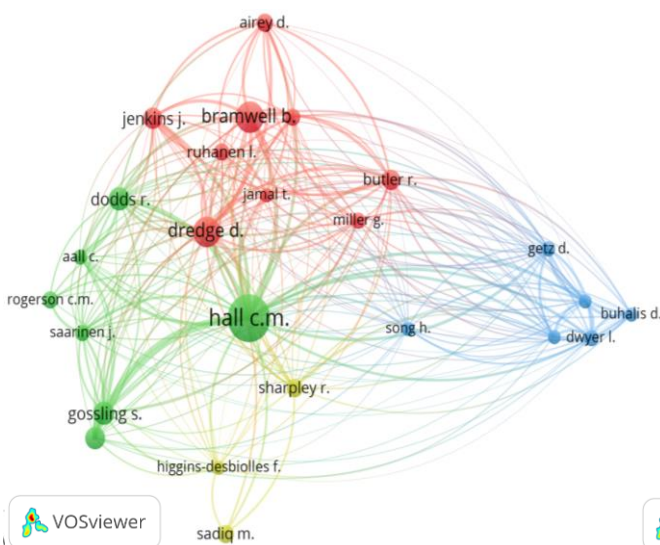 airey d.
jenkins j.
bramwell b.
ruhanen l.
butler r.
dodds r.
jamal t.
miller g.
dredge d.
getz d.
aall c.
rogerson c.m.
hall c.m.
buhalis d.
saarinen j.
song h.
dwyer l.
sharpley r.
gossling s.
higgins-desbiolles f.
VOSviewer
sadiq m.